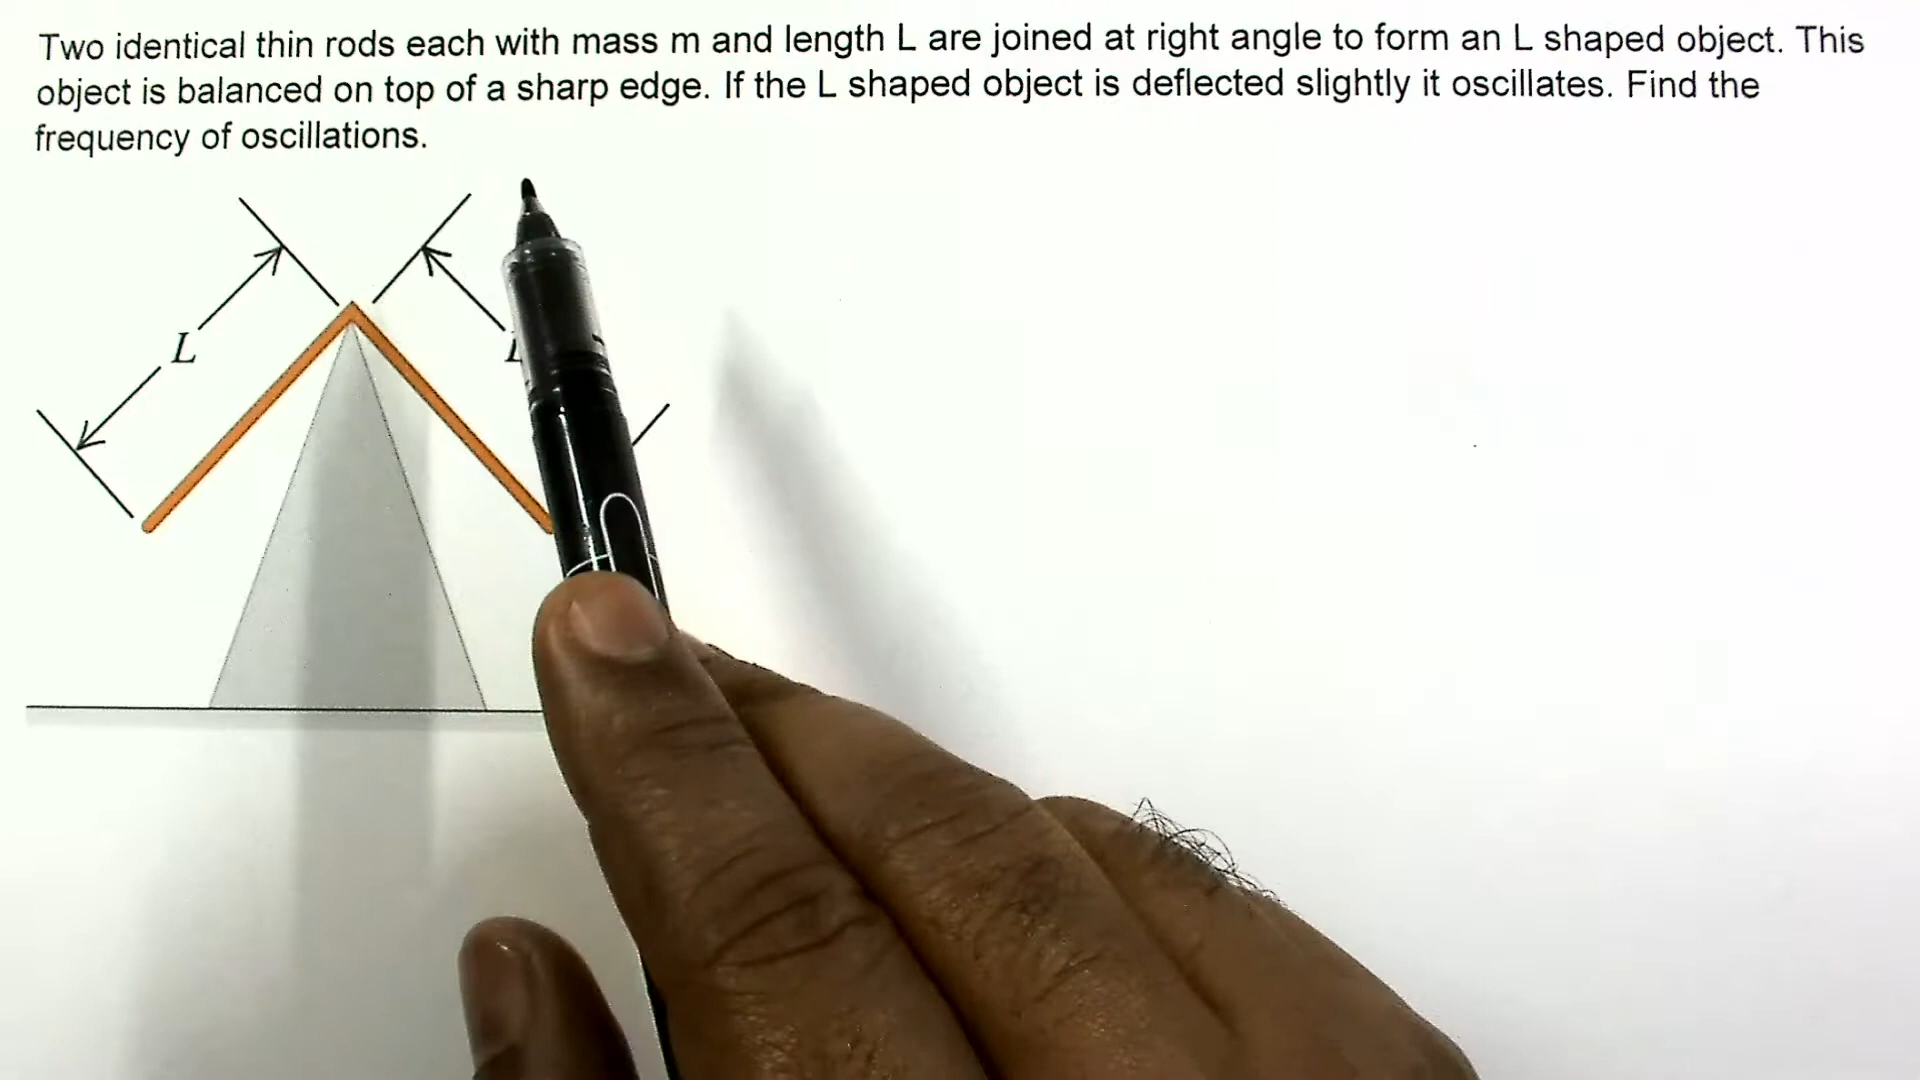 Two identical thin rods each with mass m and length L are joined at right angle to form an L shaped object. This
object is balanced on top of a sharp edge. If the L shaped object is deflected slightly it oscillates. Find the
frequency of oscillations.
L